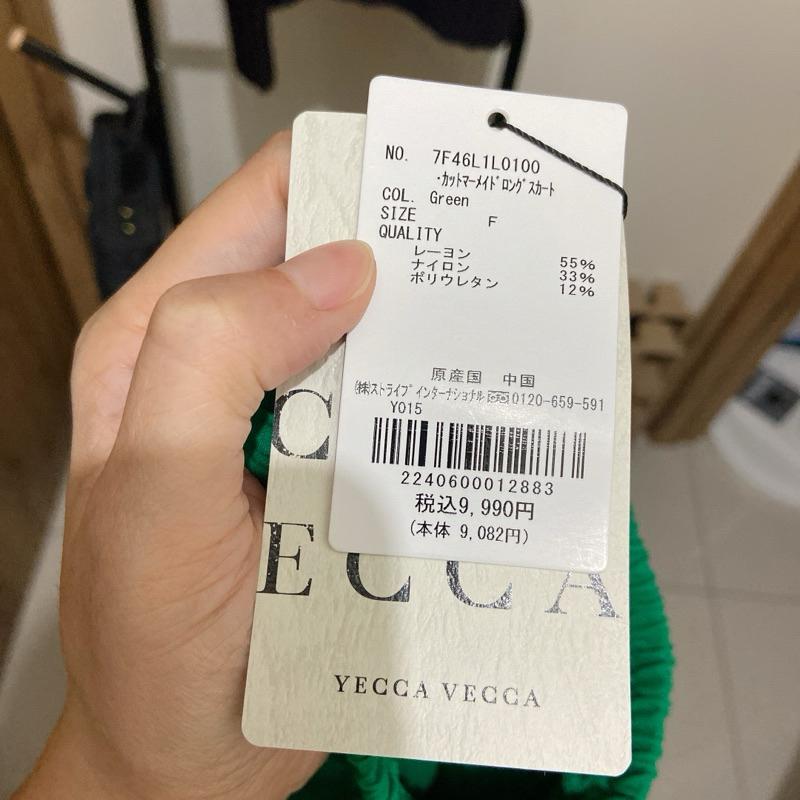 NO. 7F46L1L0100
・カットマーメイドロングスカート
COL. Green
SIZE F
QUALITY
レーヨン 55%
ナイロン 33%
ポリウレタン 12%
原産国 中国
㈱ストライプインターナショナル 0120-659-591
Y015
2240600012883
税込9,990円
(本体 9,082円)
C
ECCA
YECCA VECCA